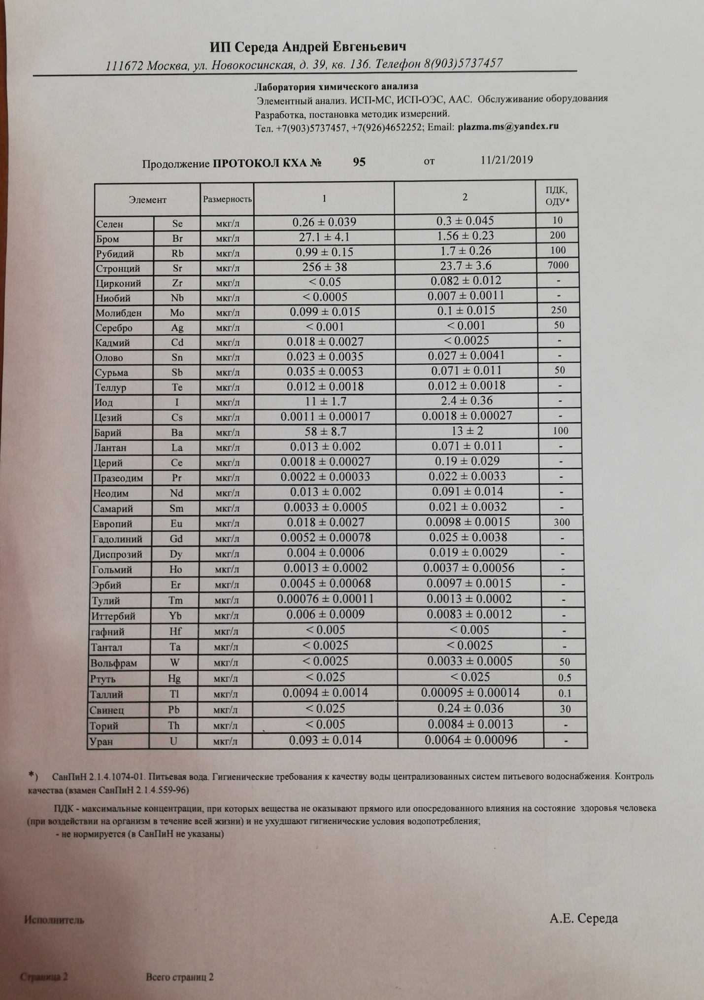 ИП Середа Андрей Евгеньевич
111672 Москва, ул. Новокосинская, д. 39, кв. 136. Телефон 8(903)5737457
Лаборатория химического анализа
Элементный анализ. ИСП-МС, ИСП-ОЭС, ААС. Обслуживание оборудования
Разработка, постановка методик измерений.
Тел. +7(903)5737457, +7(926)4652252; Email: plazma.ms@yandex.ru
Продолжение ПРОТОКОЛ КХА № 95 от 11/21/2019
Элемент Размерность 1 2 ПДК, ОДУ*
Селен Se мкг/л 0.26 ± 0.039 0.3 ± 0.045 10
Бром Br мкг/л 27.1 ± 4.1 1.56 ± 0.23 200
Рубидий Rb мкг/л 0.99 ± 0.15 1.7 ± 0.26 100
Стронций Sr мкг/л 256 ± 38 23.7 ± 3.6 7000
Цирконий Zr мкг/л < 0.05 0.082 ± 0.012 -
Ниобий Nb мкг/л < 0.0005 0.007 ± 0.0011 -
Молибден Mo мкг/л 0.099 ± 0.015 0.1 ± 0.015 250
Серебро Ag мкг/л < 0.001 < 0.001 50
Кадмий Cd мкг/л 0.018 ± 0.0027 < 0.0025 -
Олово Sn мкг/л 0.023 ± 0.0035 0.027 ± 0.0041 -
Сурьма Sb мкг/л 0.035 ± 0.0053 0.071 ± 0.011 50
Теллур Te мкг/л 0.012 ± 0.0018 0.012 ± 0.0018 -
Иод I мкг/л 11 ± 1.7 2.4 ± 0.36 -
Цезий Cs мкг/л 0.0011 ± 0.00017 0.0018 ± 0.00027 -
Барий Ba мкг/л 58 ± 8.7 13 ± 2 100
Лантан La мкг/л 0.013 ± 0.002 0.071 ± 0.011 -
Церий Ce мкг/л 0.0018 ± 0.00027 0.19 ± 0.029 -
Празеодим Pr мкг/л 0.0022 ± 0.00033 0.022 ± 0.0033 -
Неодим Nd мкг/л 0.013 ± 0.002 0.091 ± 0.014 -
Самарий Sm мкг/л 0.0033 ± 0.0005 0.021 ± 0.0032 -
Европий Eu мкг/л 0.018 ± 0.0027 0.0098 ± 0.0015 300
Гадолиний Gd мкг/л 0.0052 ± 0.00078 0.025 ± 0.0038 -
Диспрозий Dy мкг/л 0.004 ± 0.0006 0.019 ± 0.0029 -
Гольмий Ho мкг/л 0.0013 ± 0.0002 0.0037 ± 0.00056 -
Эрбий Er мкг/л 0.0045 ± 0.00068 0.0097 ± 0.0015 -
Тулий Tm мкг/л 0.00076 ± 0.00011 0.0013 ± 0.0002 -
Иттербий Yb мкг/л 0.006 ± 0.0009 0.0083 ± 0.0012 -
гафний Hf мкг/л < 0.005 < 0.005 -
Тантал Ta мкг/л < 0.0025 < 0.0025 -
Вольфрам W мкг/л < 0.0025 0.0033 ± 0.0005 50
Ртуть Hg мкг/л < 0.025 < 0.025 0.5
Таллий Tl мкг/л 0.0094 ± 0.0014 0.00095 ± 0.00014 0.1
Свинец Pb мкг/л < 0.025 0.24 ± 0.036 30
Торий Th мкг/л < 0.005 0.0084 ± 0.0013 -
Уран U мкг/л 0.093 ± 0.014 0.0064 ± 0.00096 -
*) СанПиН 2.1.4.1074-01. Питьевая вода. Гигиенические требования к качеству воды централизованных систем питьевого водоснабжения. Контроль
качества (взамен СанПиН 2.1.4.559-96)
ПДК - максимальные концентрации, при которых вещества не оказывают прямого или опосредованного влияния на состояние здоровья человека
(при воздействии на организм в течение всей жизни) и не ухудшают гигиенические условия водопотребления;
- не нормируется (в СанПиН не указаны)
Исполнитель А.Е. Середа
Страница 2 Всего страниц 2